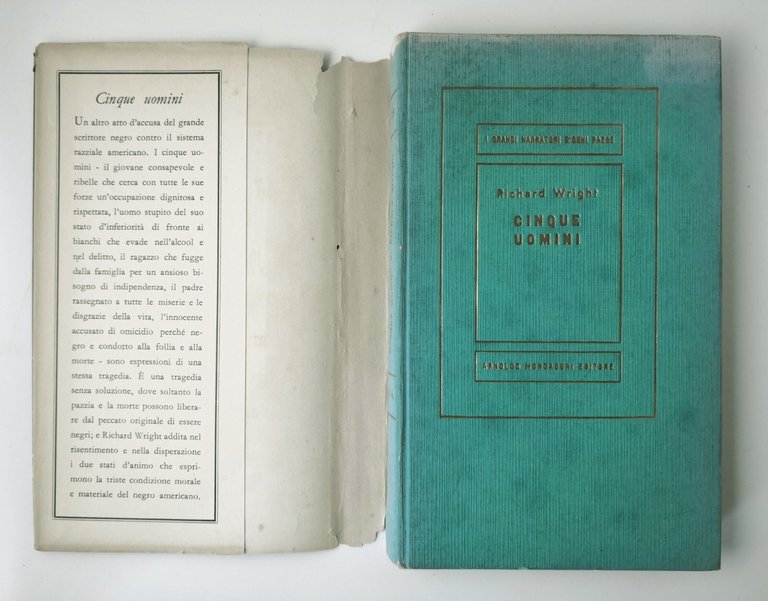 Cinque uomini
Un altro atto d'accusa del grande
scrittore negro contro il sistema
razziale americano. I cinque uo-
mini - il giovane consapevole e
ribelle che cerca con tutte le sue
forze un'occupazione dignitosa e
rispettata, l'uomo stupito del suo
stato d'inferiorità di fronte ai
bianchi che evade nell'alcool e
nel delitto, il ragazzo che fugge
dalla famiglia per un ansioso bi-
sogno di indipendenza, il padre
rassegnato a tutte le miserie e le
disgrazie della vita, l'innocente
accusato di omicidio perché ne-
gro e condotto alla follia e alla
morte - sono espressioni di una
stessa tragedia. È una tragedia
senza soluzione, dove soltanto la
pazzia e la morte possono libera-
re dal peccato originale di essere
negri; e Richard Wright addita nel
risentimento e nella disperazione
i due stati d'animo che espri-
mono la triste condizione morale
e materiale del negro americano.
I GRANDI NARRATORI D'OGNI PAESE
Richard Wright
CINQUE
UOMINI
ARNOLDO MONDADORI EDITORE